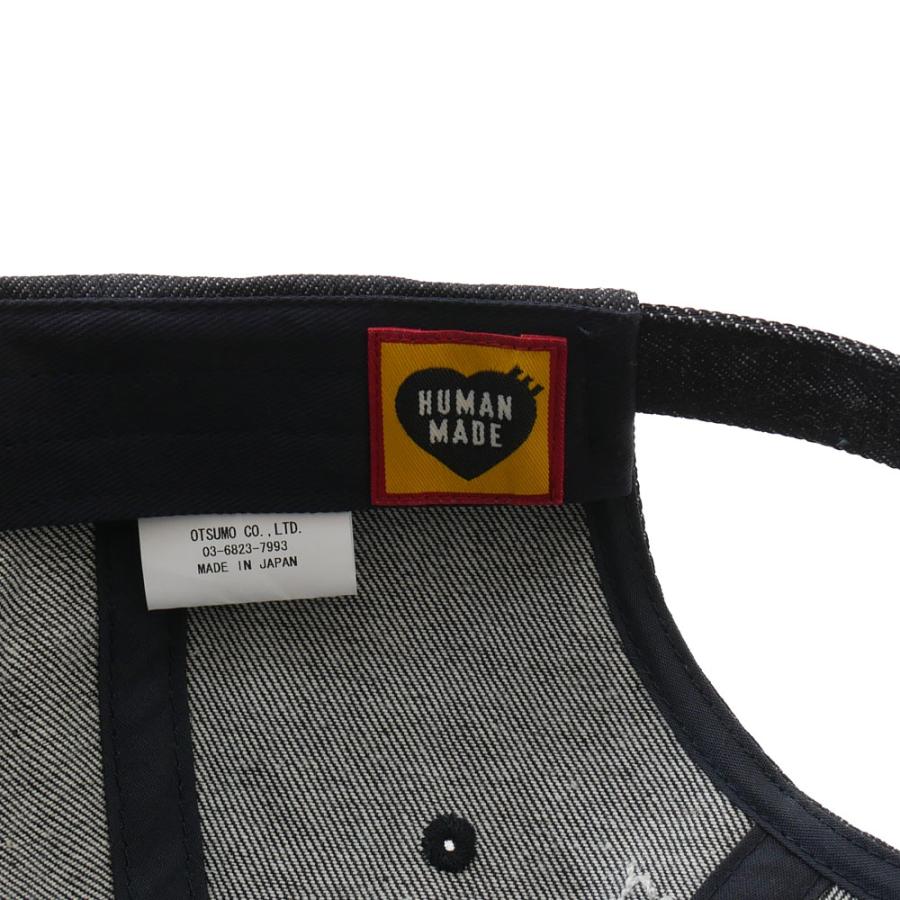 HUMAN
MADE
OTSUMO CO.,LTD.
03-6823-7993
MADE IN JAPAN